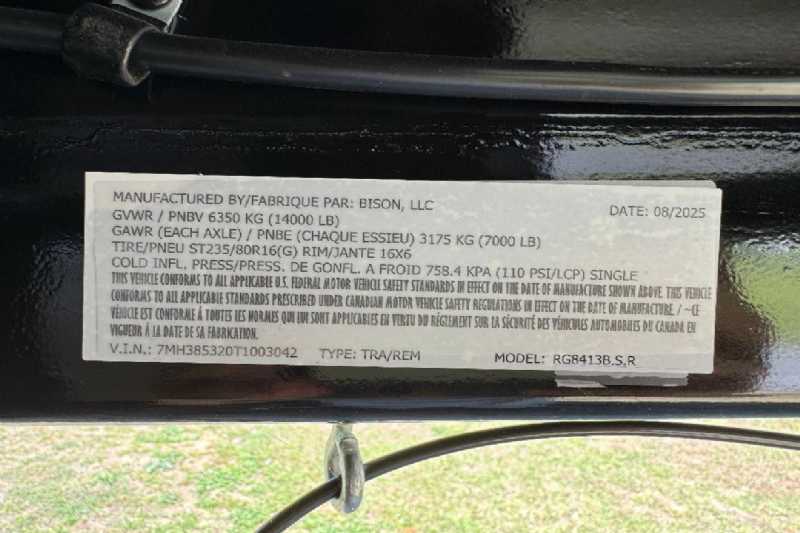 MANUFACTURED BY/FABRIQUE PAR: BISON, LLC
DATE: 08/2025
GVWR / PNBV 6350 KG (14000 LB)
GAWR (EACH AXLE) / PNBE (CHAQUE ESSIEU) 3175 KG (7000 LB)
TIRE/PNEU ST235/80R16(G) RIM/JANTE 16X6
COLD INFL. PRESS/PRESS. DE GONFL. A FROID 758.4 KPA (110 PSI/LCP) SINGLE
THIS VEHICLE CONFORMS TO ALL APPLICABLE U.S. FEDERAL MOTOR VEHICLE SAFETY STANDARDS IN EFFECT ON THE DATE OF MANUFACTURE SHOWN ABOVE. THIS VEHICLE
CONFORMS TO ALL APPLICABLE STANDARDS PRESCRIBED UNDER CANADIAN MOTOR VEHICLE SAFETY REGULATIONS IN EFFECT ON THE DATE OF MANUFACTURE. / ~CE
VÉHICLE EST CONFORME À TOUTES LES NORMES QUI LUI SONT APPLICABLES EN VIRTU DU RÈGLEMENT SUR LA SÉCURITÉ DES VÉHICULES AUTOMOBILES DU CANADA EN
VIGUEUR À LA DATE DE SA FABRICATION.
V.I.N.: 7MH385320T1003042 TYPE: TRA/REM MODEL: RG8413B.S.R